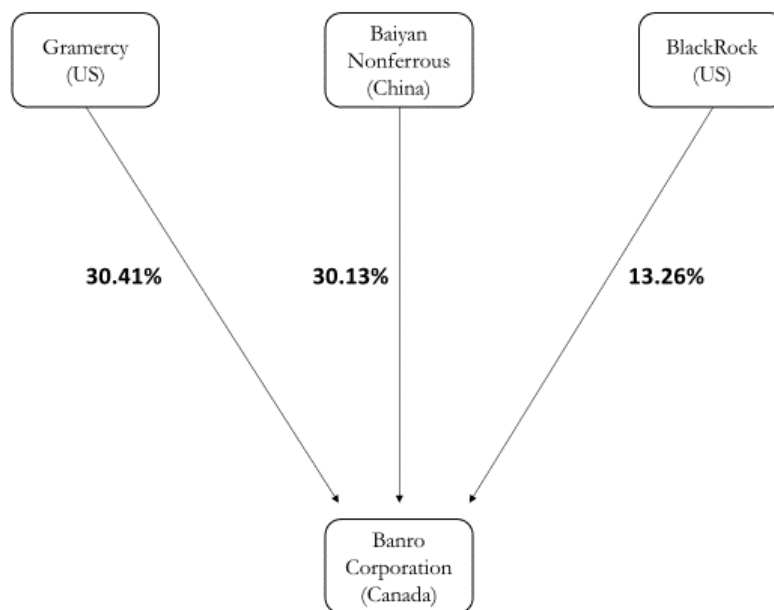 Gramercy
(US)
Baiyan
Nonferrous
(China)
BlackRock
(US)
30.41%
30.13%
13.26%
Banro
Corporation
(Canada)